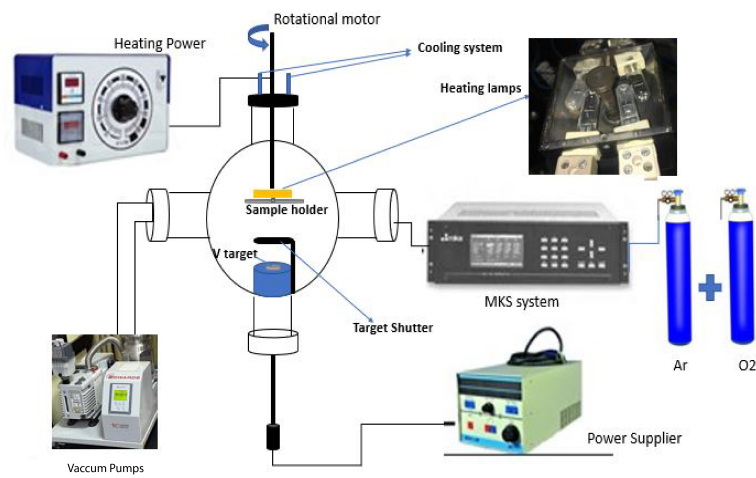 Rotational motor
Heating Power
Cooling system
Heating lamps
Sample holder
V target
MKS system
Target Shutter
Ar
O2
Power Supplier
Vaccum Pumps